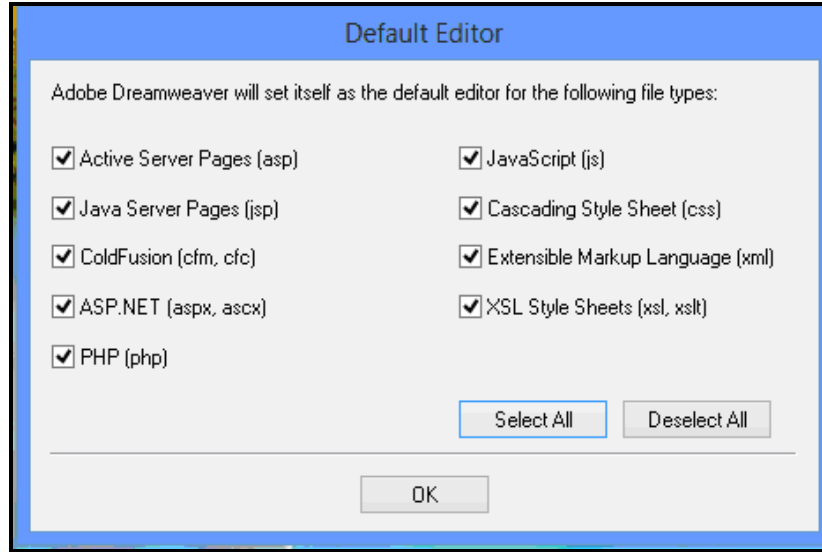 Default Editor
Adobe Dreamweaver will set itself as the default editor for the following file types:
Active Server Pages (asp)
JavaScript (js)
Java Server Pages (jsp)
Cascading Style Sheet (css)
ColdFusion (cfm, cfc)
Extensible Markup Language (xml)
ASP.NET (aspx, ascx)
XSL Style Sheets (xsl, xslt)
PHP (php)
Select All
Deselect All
OK